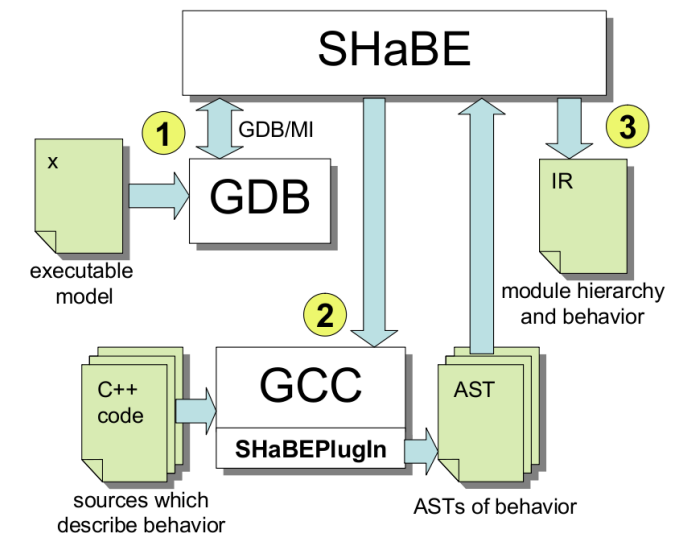 SHaBE
1
GDB/MI
3
x
GDB
IR
executable
model
module hierarchy
and behavior
2
C++
code
GCC
AST
SHaBEPlugIn
sources which
describe behavior
ASTs of behavior